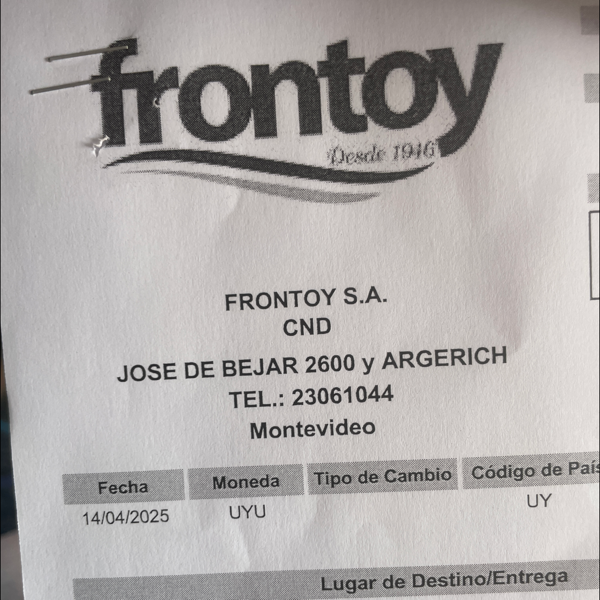 frontoy
Desde 1946
FRONTOY S.A.
CND
JOSE DE BEJAR 2600 y ARGERICH
TEL.: 23061044
Montevideo
Fecha Moneda Tipo de Cambio Código de País
14/04/2025 UYU UY
Lugar de Destino/Entrega